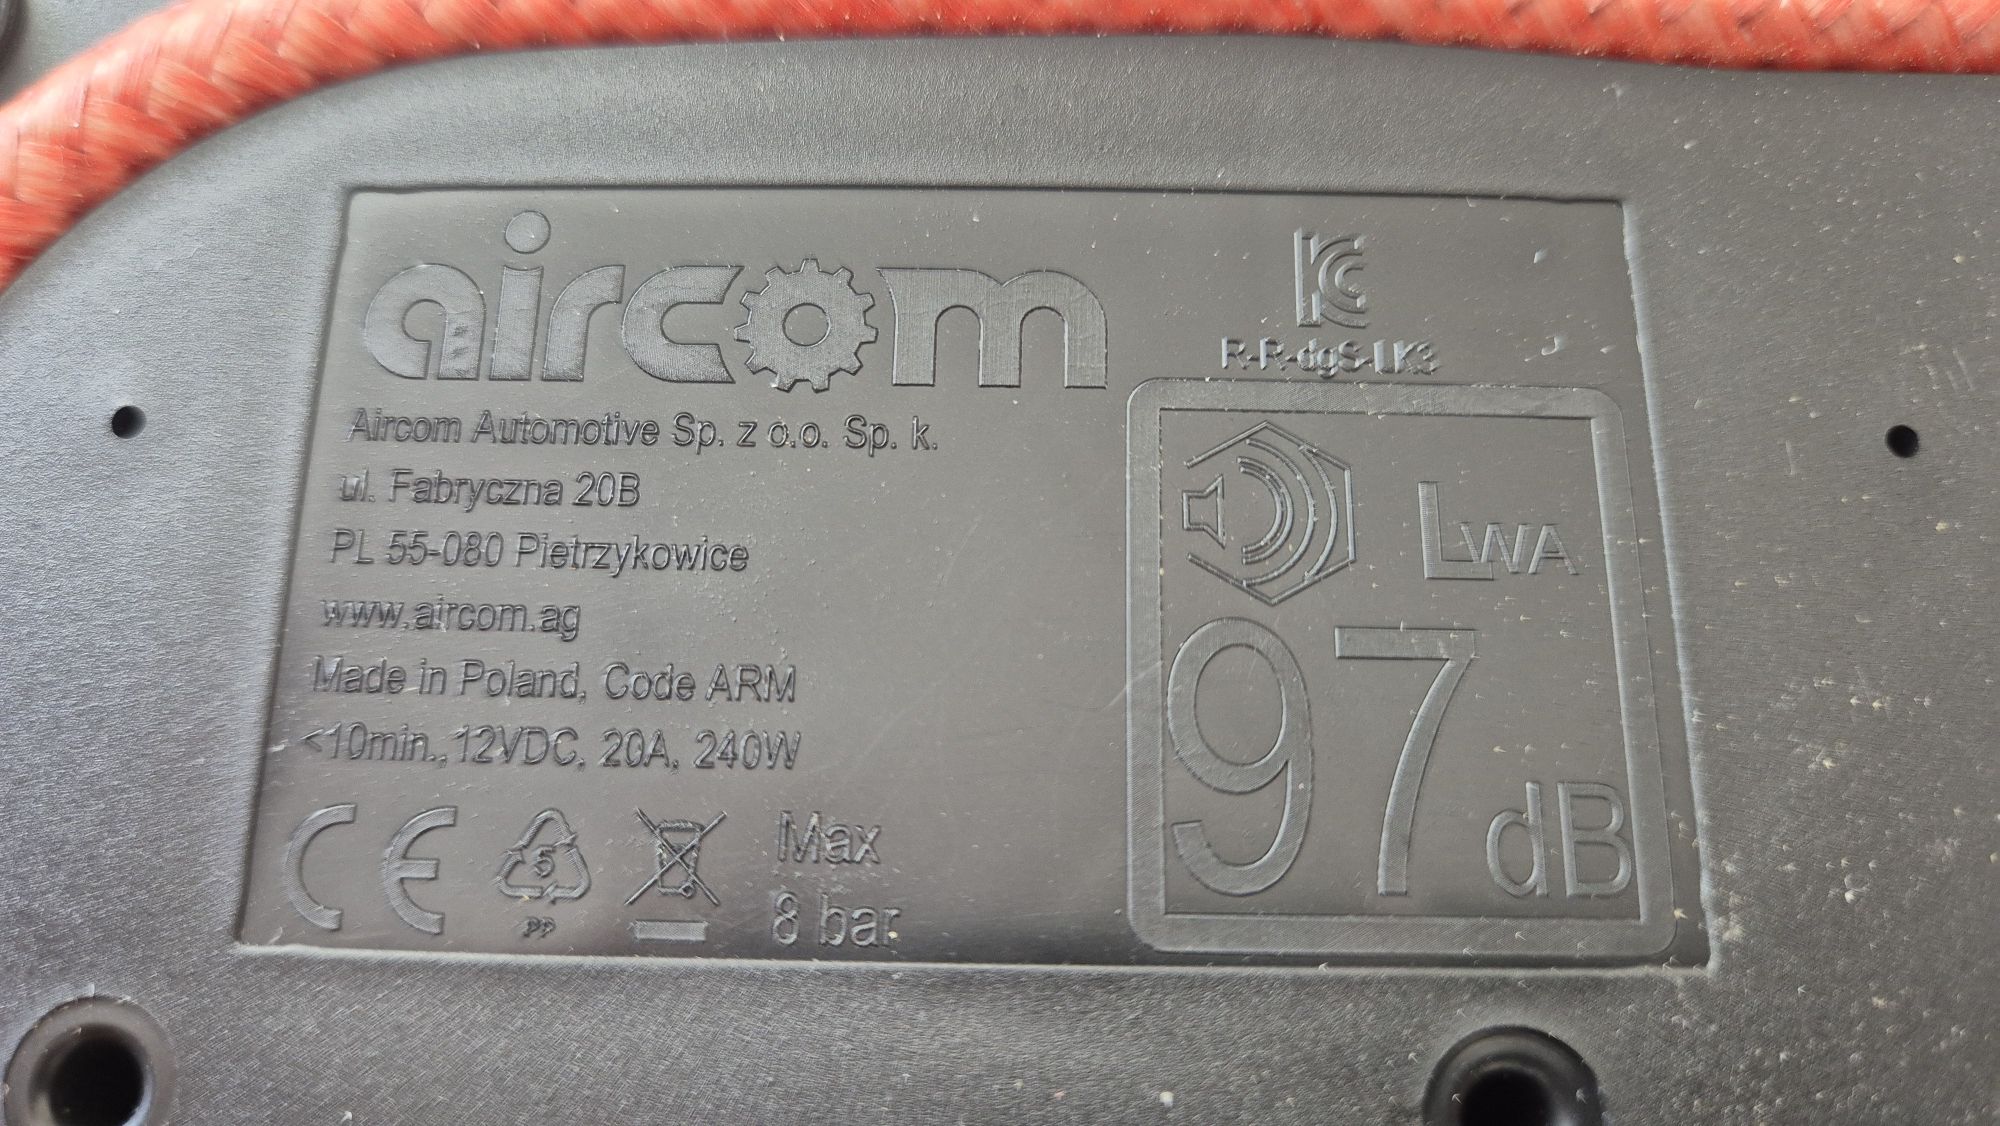 aircom
Aircom Automotive Sp. z o.o. Sp. k.
ul. Fabryczna 20B
PL 55-080 Pietrzykowice
www.aircom.ag
Made in Poland, Code ARM
<10min., 12VDC, 20A, 240W
CE
5
PP
Max
8 bar
KC
R-R-dgS-LK3
LWA
97 dB